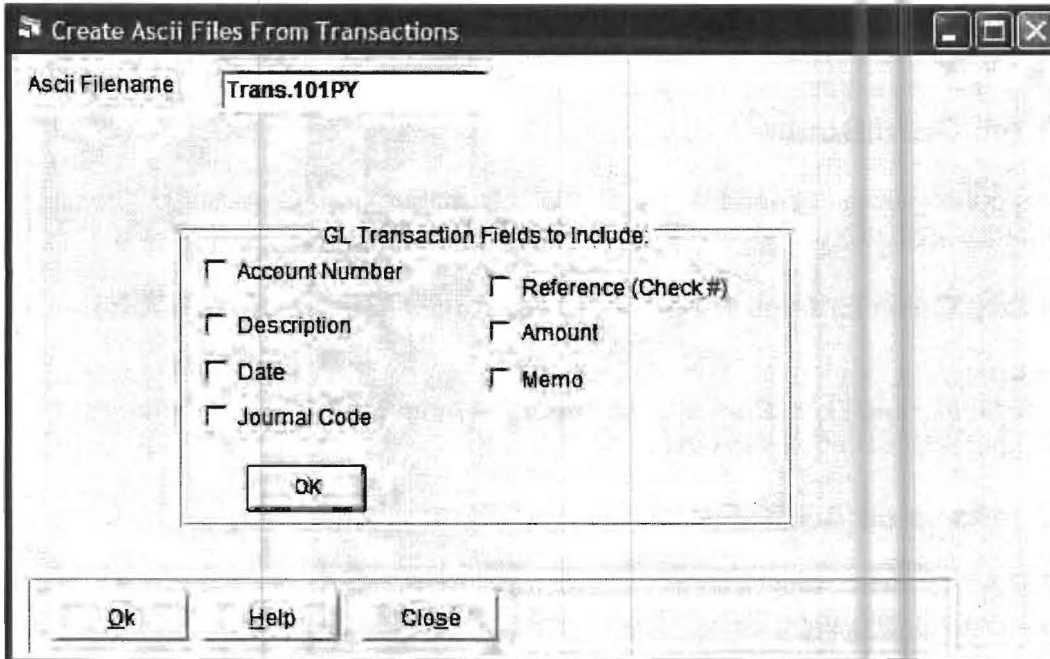 Create Ascii Files From Transactions
Ascii Filename Trans.101PY
GL Transaction Fields to Include:
Account Number
Reference (Check #)
Description
Amount
Date
Memo
Journal Code
OK
Ok Help Close